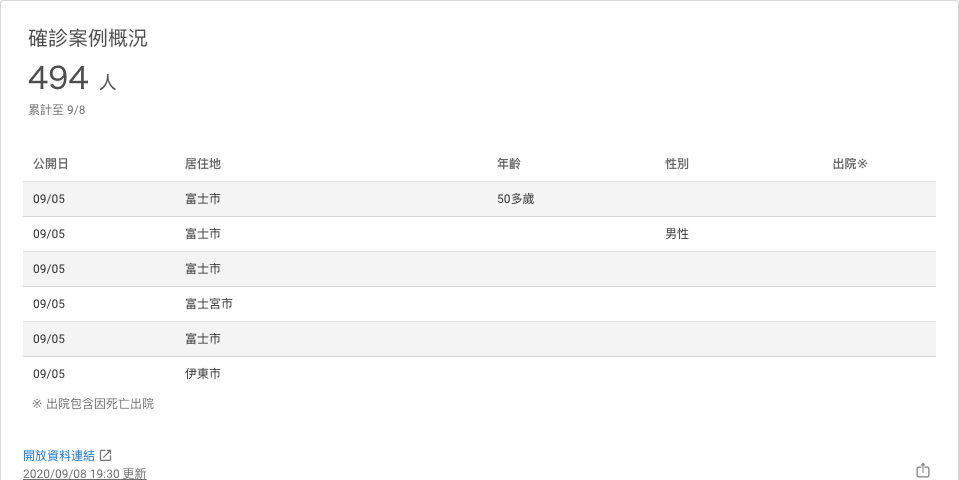 確診案例概況
494 人
累計至 9/8
公開日 居住地 年齡 性別 出院※
09/05 富士市 50多歲
09/05 富士市 男性
09/05 富士市
09/05 富士宮市
09/05 富士市
09/05 伊東市
※ 出院包含因死亡出院
開放資料連結
2020/09/08 19:30 更新